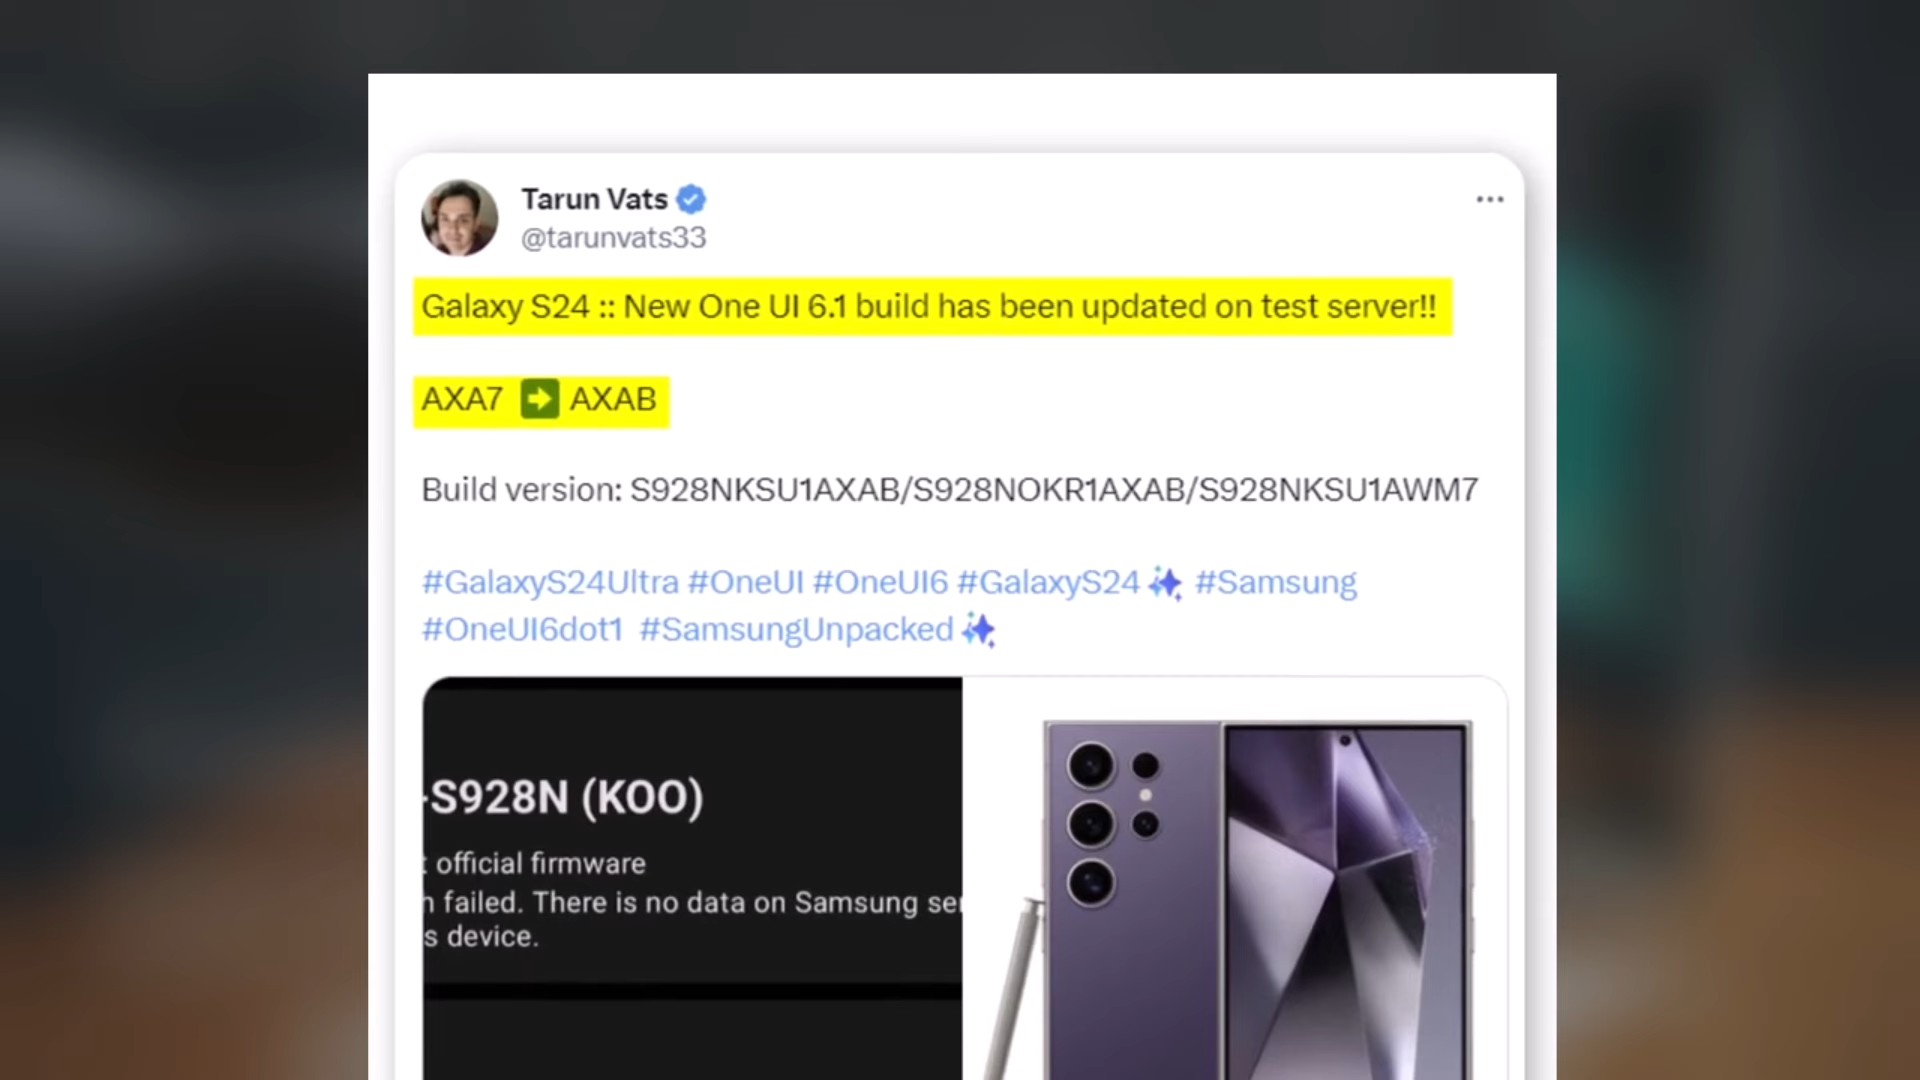 Tarun Vats
@tarunvats33
Galaxy S24 :: New One UI 6.1 build has been updated on test server!!
AXA7 ➡️ AXAB
Build version: S928NKSU1AXAB/S928NOKR1AXAB/S928NKSU1AWM7
#GalaxyS24Ultra #OneUI #OneUI6 #GalaxyS24 #Samsung
#OneUI6dot1 #SamsungUnpacked
-S928N (KOO)
official firmware
failed. There is no data on Samsung
s device.